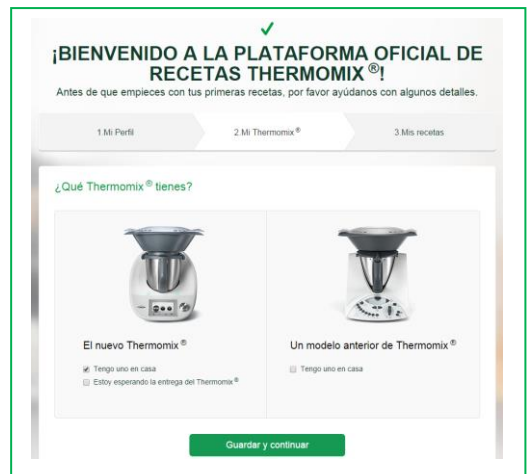 ¡BIENVENIDO A LA PLATAFORMA OFICIAL DE
RECETAS THERMOMIX ®!
Antes de que empieces con tus primeras recetas, por favor ayúdanos con algunos detalles.
1.Mi Perfil
2.Mi Thermomix ®
3.Mis recetas
¿Qué Thermomix ® tienes?
El nuevo Thermomix ®
Tengo uno en casa
Estoy esperando la entrega del Thermomix ®
Un modelo anterior de Thermomix ®
Tengo uno en casa
Guardar y continuar